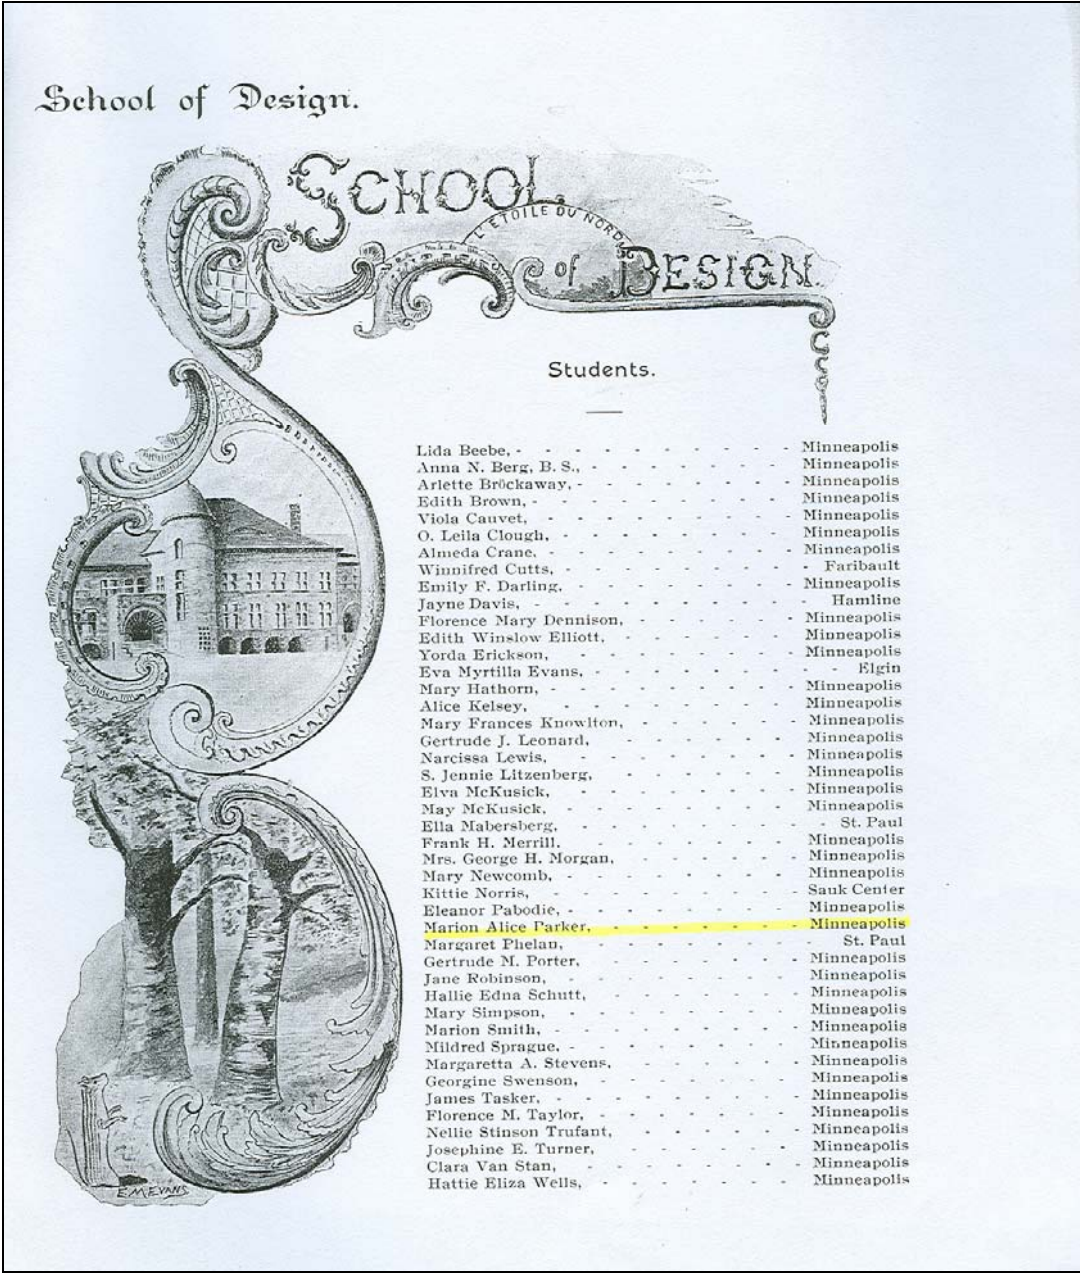 School of Design.
SCHOOL
L'ETOILE DU NORD
of DESIGN.
Students.
Lida Beebe, - - - - - - - - - Minneapolis
Anna N. Berg, B. S., - - - - - - - - Minneapolis
Arlette Bröckaway, - - - - - - - - Minneapolis
Edith Brown, - - - - - - - - - Minneapolis
Viola Cauvet, - - - - - - - - Minneapolis
O. Leila Clough, - - - - - - - - Minneapolis
Almeda Crane, - - - - - - - - Minneapolis
Winnifred Cutts, - - - - - - - - - Faribault
Emily F. Darling, - - - - - - - - Minneapolis
Jayne Davis, - - - - - - - - - Hamline
Florence Mary Dennison, - - - - - - Minneapolis
Edith Winslow Elliott, - - - - - - Minneapolis
Yorda Erickson, - - - - - - - Minneapolis
Eva Myrtilla Evans, - - - - - - - - Elgin
Mary Hathorn, - - - - - - - - Minneapolis
Alice Kelsey, - - - - - - - - Minneapolis
Mary Frances Knowlton, - - - - - - Minneapolis
Gertrude J. Leonard, - - - - - - Minneapolis
Narcissa Lewis, - - - - - - - Minneapolis
S. Jennie Litzenberg, - - - - - - Minneapolis
Elva McKusick, - - - - - - - Minneapolis
May McKusick, - - - - - - - - Minneapolis
Ella Mabersberg, - - - - - - - - St. Paul
Frank H. Merrill, - - - - - - - Minneapolis
Mrs. George H. Morgan, - - - - - - Minneapolis
Mary Newcomb, - - - - - - - - Minneapolis
Kittie Norris, - - - - - - - - Sauk Center
Eleanor Pabodie, - - - - - - - - Minneapolis
Marion Alice Parker, - - - - - - Minneapolis
Margaret Phelan, - - - - - - - - St. Paul
Gertrude M. Porter, - - - - - - Minneapolis
Jane Robinson, - - - - - - - - Minneapolis
Hallie Edna Schutt, - - - - - - Minneapolis
Mary Simpson, - - - - - - - - Minneapolis
Marion Smith, - - - - - - - - Minneapolis
Mildred Sprague, - - - - - - - - Minneapolis
Margaretta A. Stevens, - - - - - - Minneapolis
Georgine Swenson, - - - - - - - Minneapolis
James Tasker, - - - - - - - - Minneapolis
Florence M. Taylor, - - - - - - - Minneapolis
Nellie Stinson Trufant, - - - - - - Minneapolis
Josephine E. Turner, - - - - - - Minneapolis
Clara Van Stan, - - - - - - - Minneapolis
Hattie Eliza Wells, - - - - - - - Minneapolis
E.M.EVANS